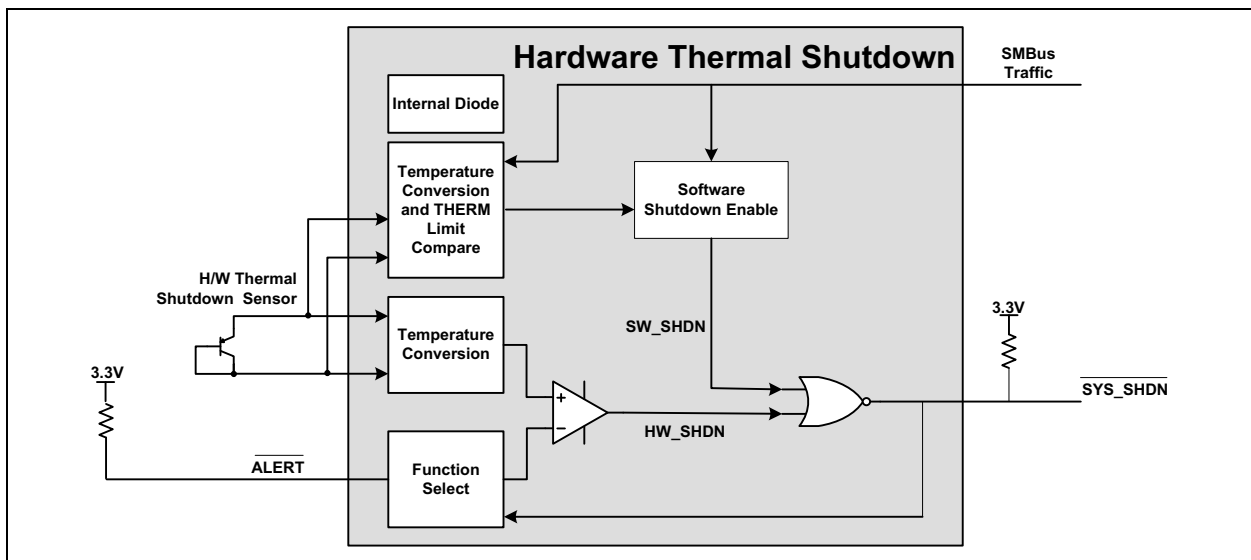 Hardware Thermal Shutdown
SMBus
Traffic
Internal Diode
Temperature
Conversion
and THERM
Limit
Compare
Software
Shutdown Enable
H/W Thermal
Shutdown Sensor
Temperature
Conversion
SW_SHDN
3.3V
3.3V
+
−
HW_SHDN
SYS_SHDN
ALERT
Function
Select